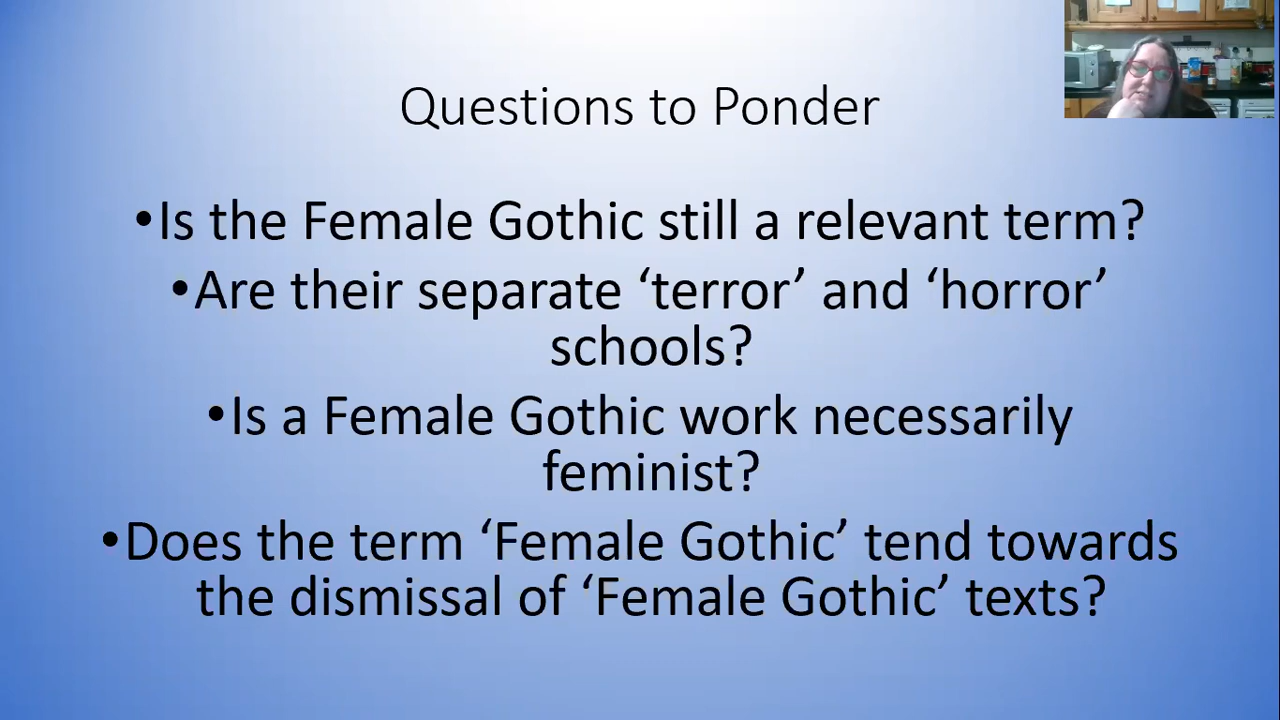 Questions to Ponder
•Is the Female Gothic still a relevant term?
•Are their separate ‘terror’ and ‘horror’
schools?
•Is a Female Gothic work necessarily
feminist?
•Does the term ‘Female Gothic’ tend towards
the dismissal of ‘Female Gothic’ texts?